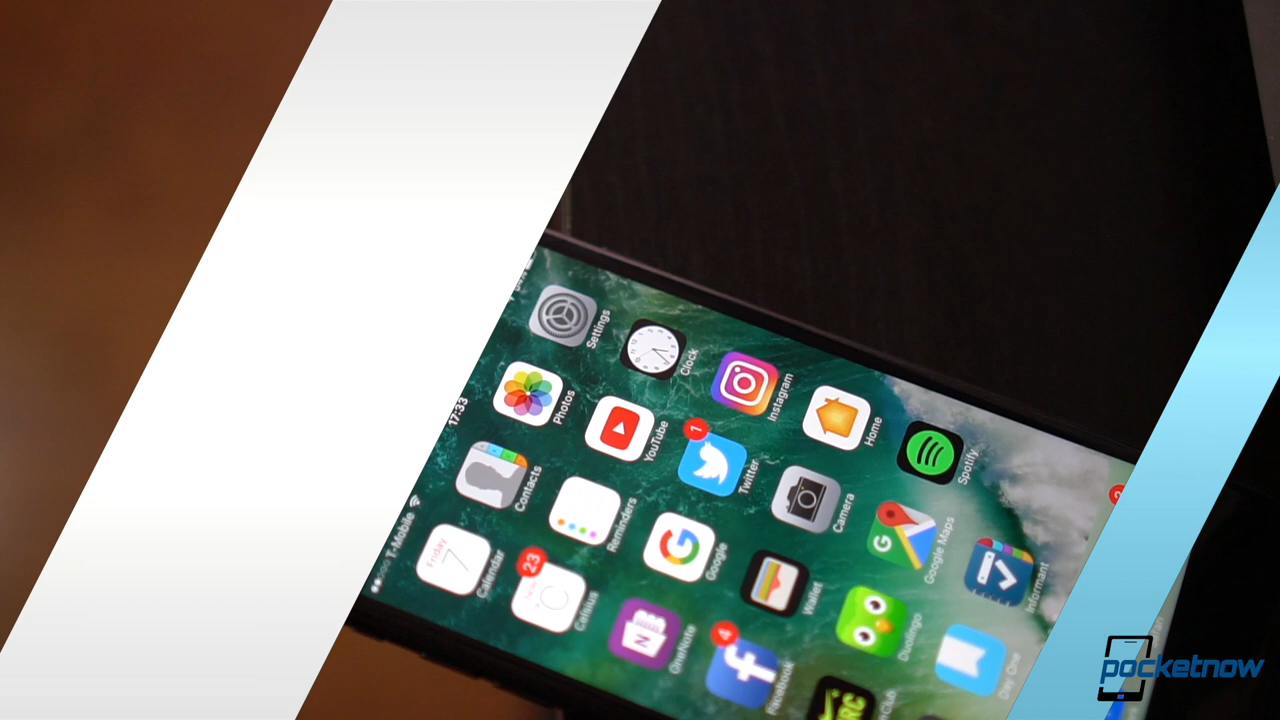 T-Mobile
17:33
Friday
7
Calendar
Contacts
Photos
Settings
23
Celsius
Reminders
YouTube
Clock
N
OneNote
Google
1
Twitter
Instagram
4
Facebook
Wallet
Camera
Home
Duolingo
G
Google Maps
Spotify
Day One
Informant
pocketnow